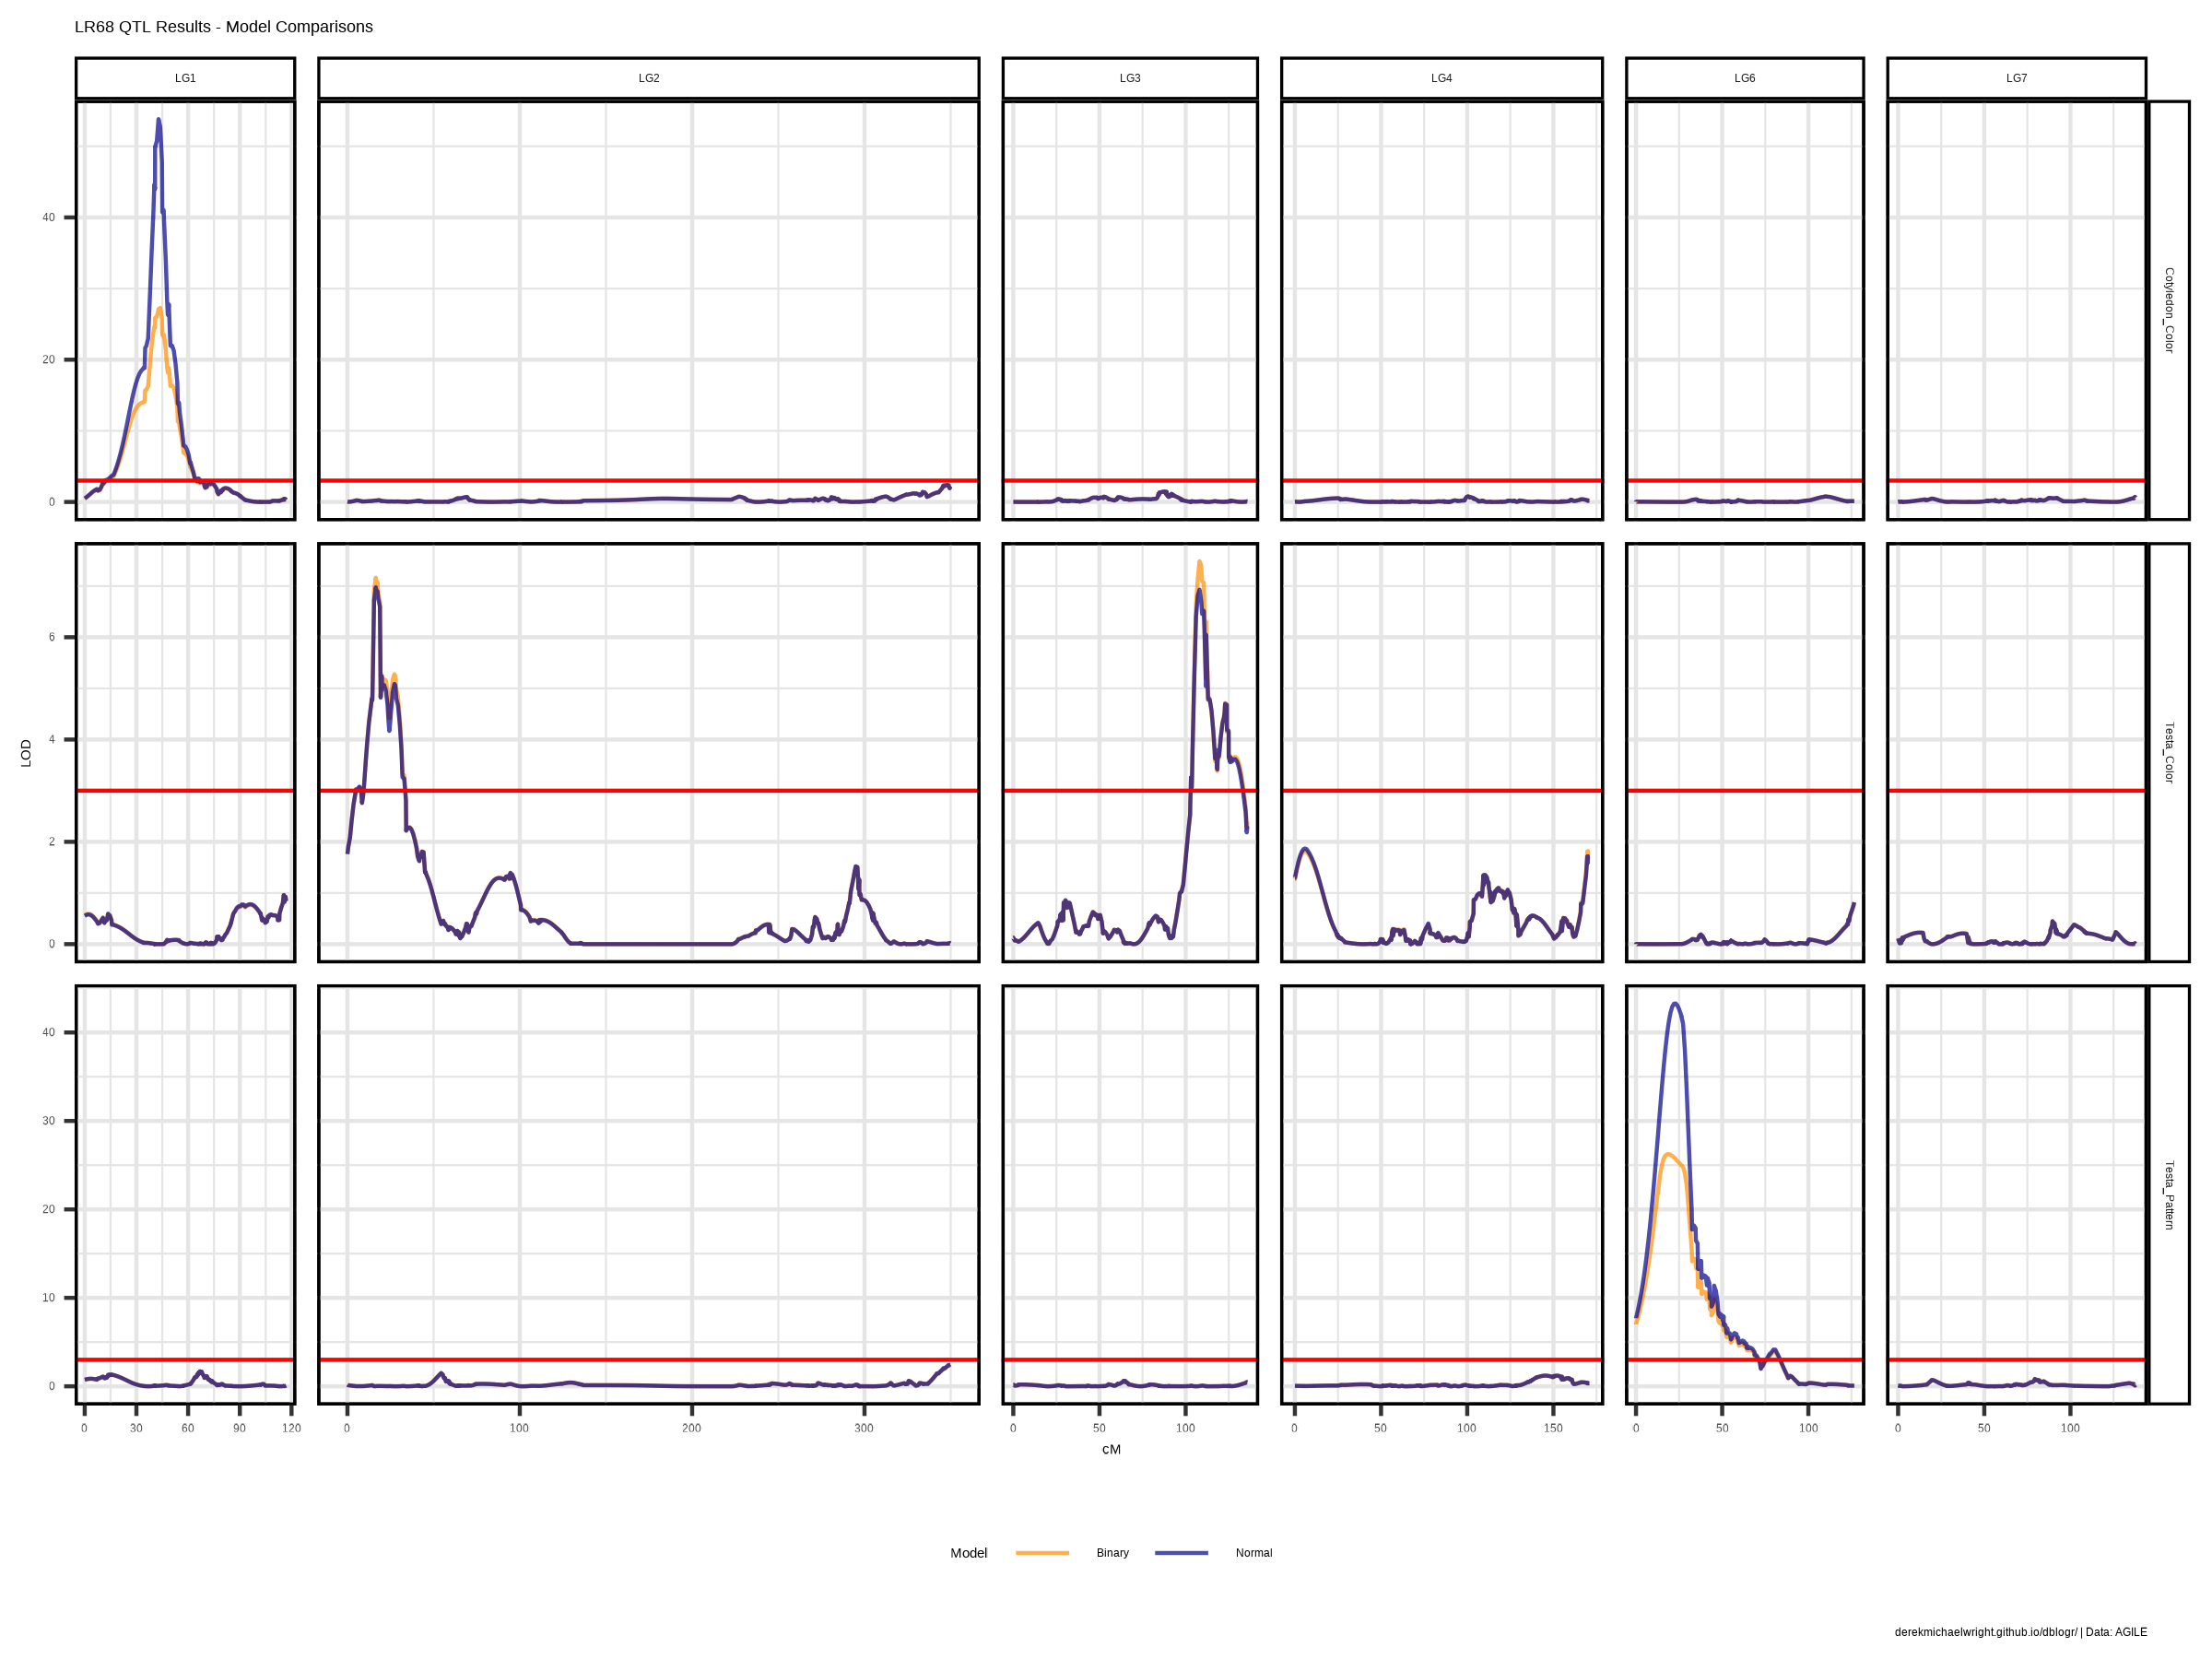 LR68 QTL Results - Model Comparisons
LG1 LG2 LG3 LG4 LG6 LG7
40
20
0
Cotyledon_Color
6
4
2
0
Testa_Color
LOD
40
30
20
10
0
Testa_Pattern
0 30 60 90 120 0 100 200 300 0 50 100 0 50 100 150 0 50 100 0 50 100
cM
Model Binary Normal
derekmichaelwright.github.io/dblogr/ | Data: AGILE